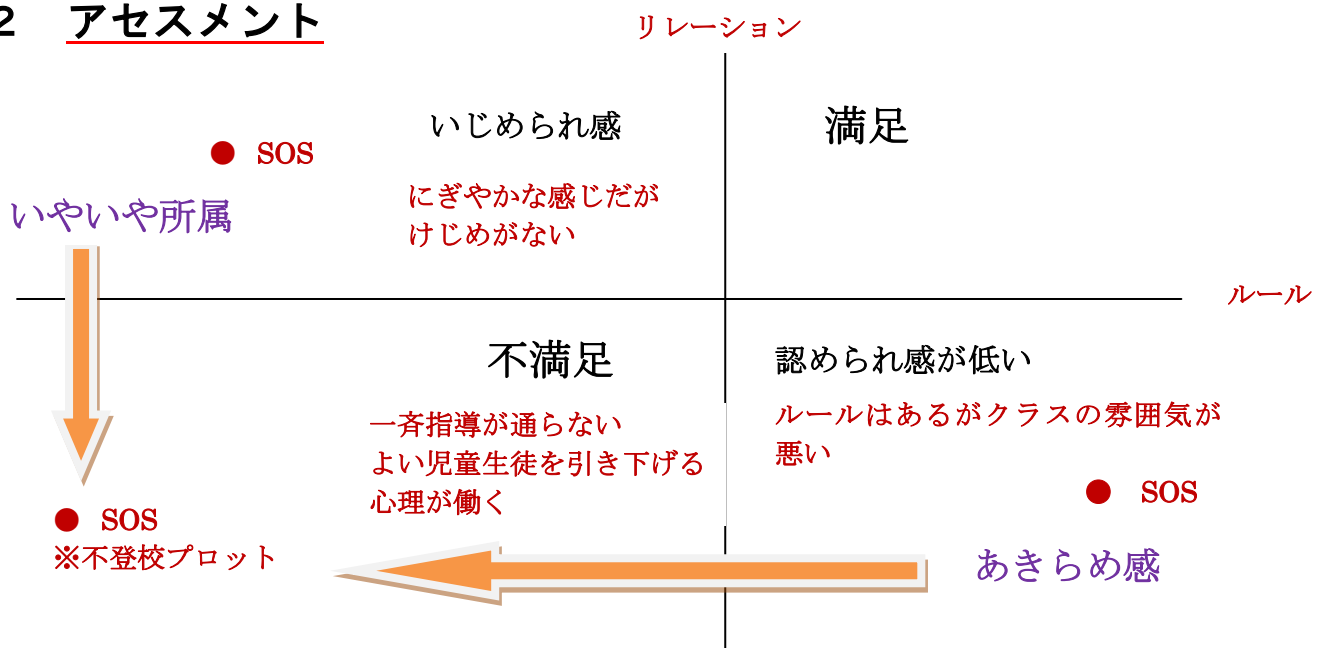 2 アセスメント
リレーション
いじめられ感
満足
● SOS
にぎやかな感じだが
けじめがない
いやいや所属
ルール
不満足
認められ感が低い
一斉指導が通らない
よい児童生徒を引き下げる
心理が働く
ルールはあるがクラスの雰囲気が
悪い
● SOS
● SOS
※不登校プロット
あきらめ感